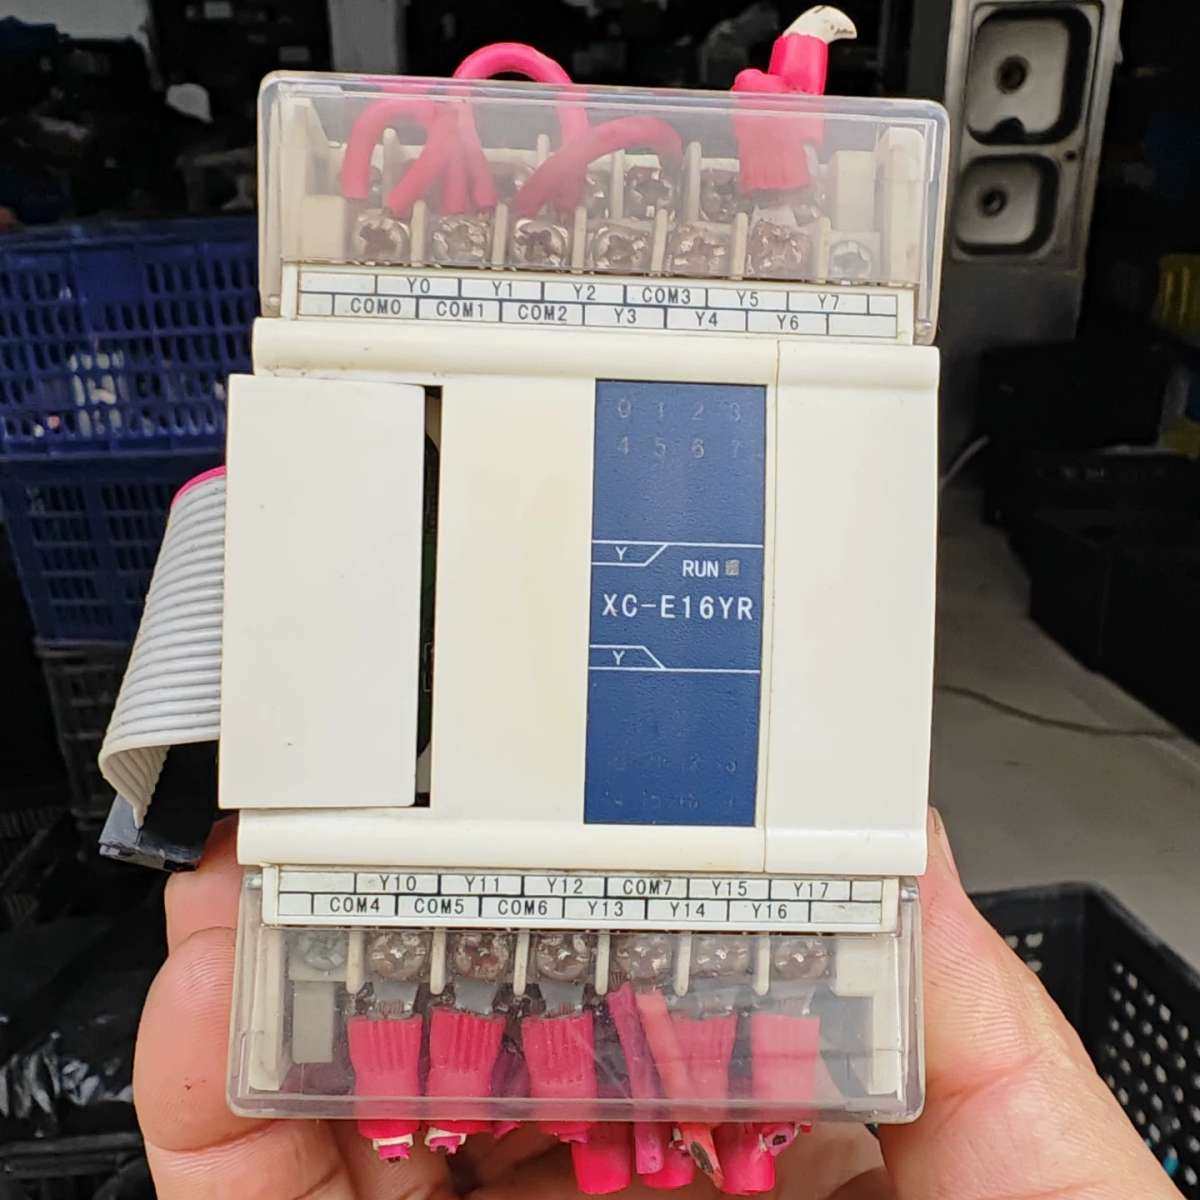 Y0 Y1 Y2 COM3 Y5 Y7
COM0 COM1 COM2 Y3 Y4 Y6
0 1 2 3
4 5 6 7
Y
RUN
XC-E16YR
Y
Y10 Y11 Y12 COM7 Y15 Y17
COM4 COM5 COM6 Y13 Y14 Y16